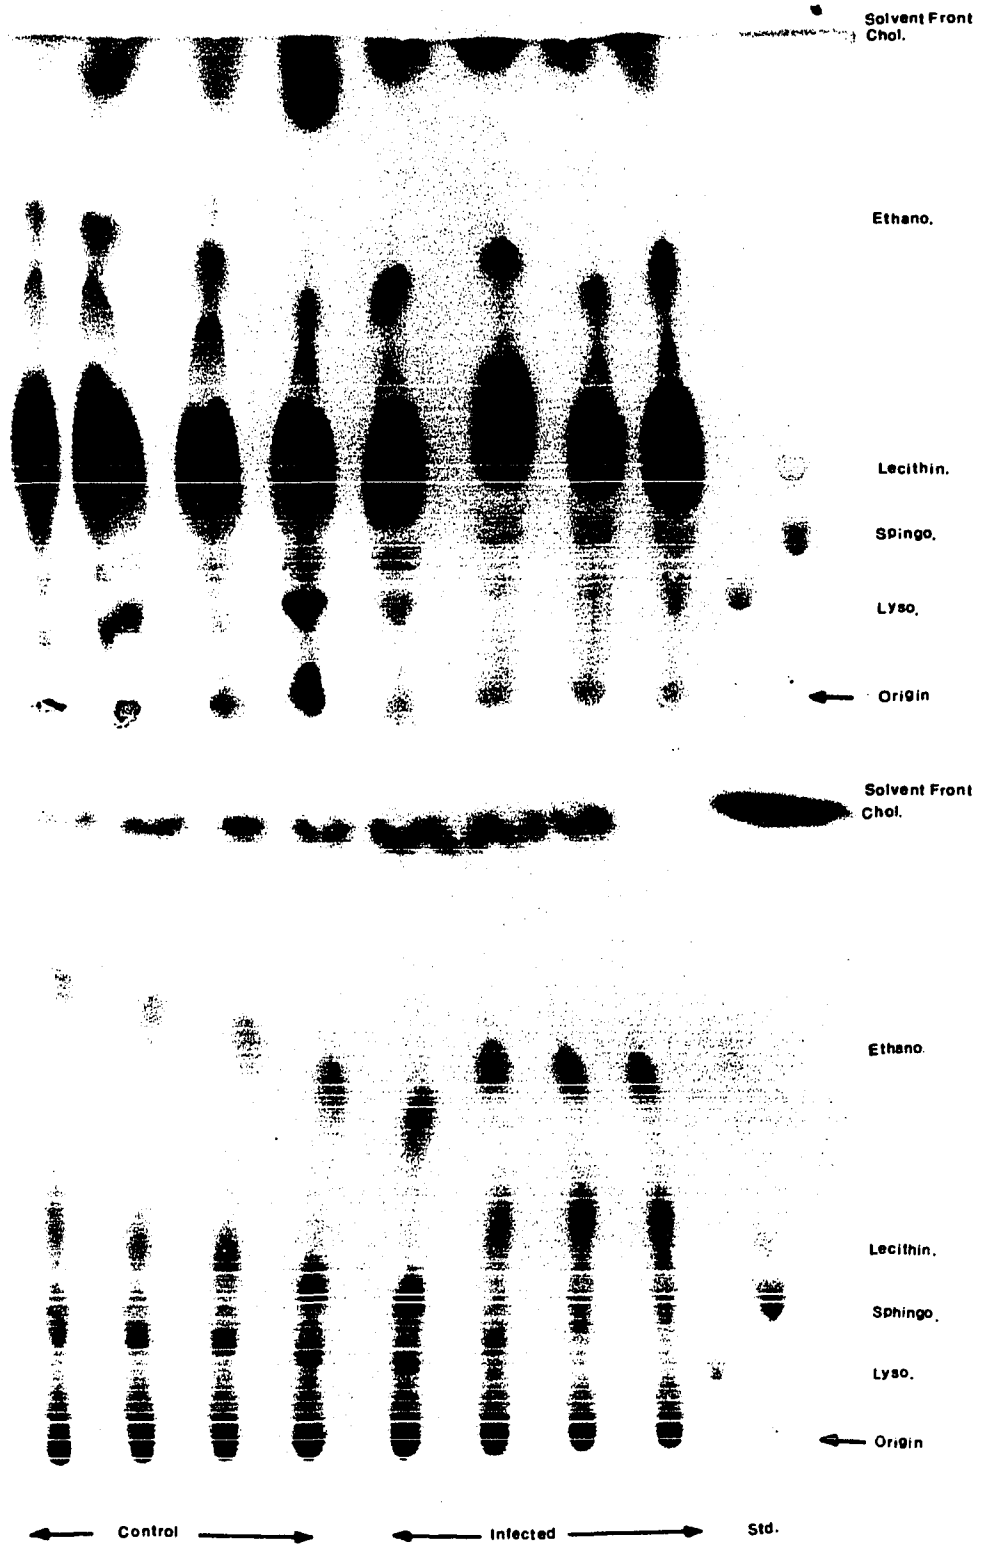 Solvent Front
Chol.
Ethano.
Lecithin.
Spingo.
Lyso.
Origin
Solvent Front
Chol.
Ethano.
Lecithin.
Sphingo.
Lyso.
Origin
Control
Infected
Std.